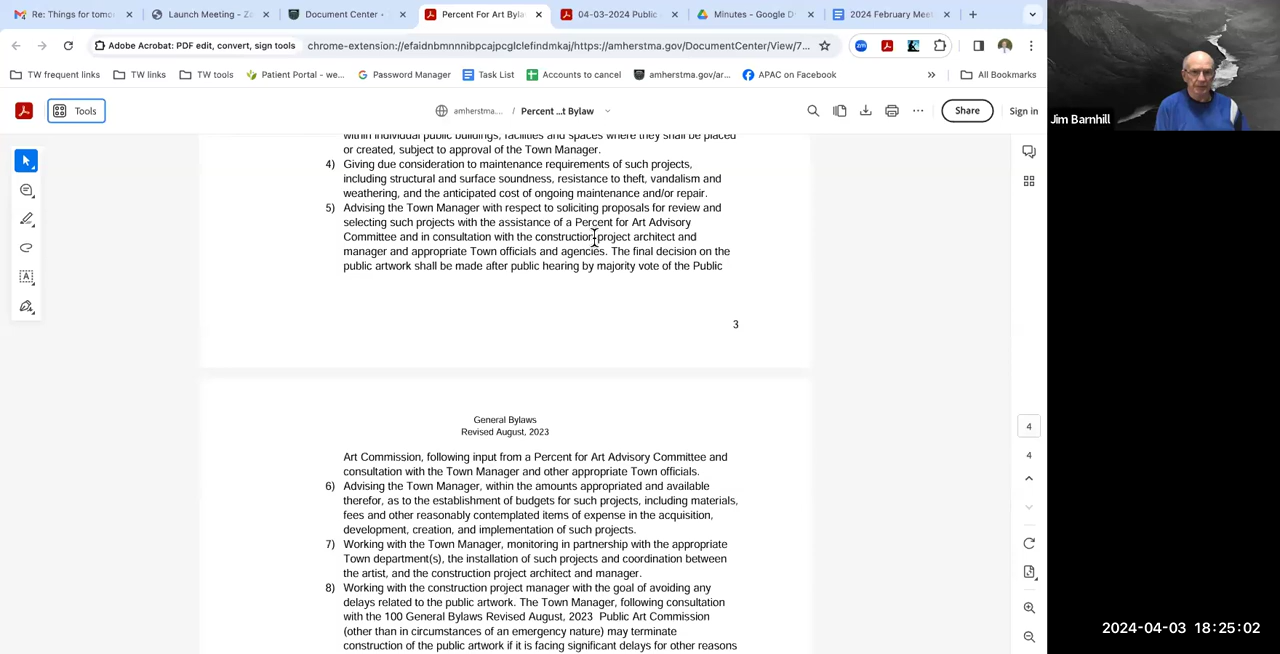 Re: Things for tomo
Launch Meeting - Z
Document Center •
Percent For Art Bylaw
04-03-2024 Public
Minutes - Google D
2024 February Mee
Adobe Acrobat: PDF edit, convert, sign tools
chrome-extension://efaidnbmnnnibpcajpcglclefindmkaj/https://amherstma.gov/DocumentCenter/View/7...
TW frequent links
TW links
TW tools
Patient Portal - we...
Password Manager
Task List
Accounts to cancel
amherstma.gov/ar...
APAC on Facebook
»
All Bookmarks
Tools
amherstma.... / Percent ...t Bylaw
Share
Sign in
within individual public buildings, facilities and spaces where they shall be placed
or created, subject to approval of the Town Manager.
4) Giving due consideration to maintenance requirements of such projects,
including structural and surface soundness, resistance to theft, vandalism and
weathering, and the anticipated cost of ongoing maintenance and/or repair.
5) Advising the Town Manager with respect to soliciting proposals for review and
selecting such projects with the assistance of a Percent for Art Advisory
Committee and in consultation with the construction project architect and
manager and appropriate Town officials and agencies. The final decision on the
public artwork shall be made after public hearing by majority vote of the Public
3
General Bylaws
Revised August, 2023
Art Commission, following input from a Percent for Art Advisory Committee and
consultation with the Town Manager and other appropriate Town officials.
6) Advising the Town Manager, within the amounts appropriated and available
therefor, as to the establishment of budgets for such projects, including materials,
fees and other reasonably contemplated items of expense in the acquisition,
development, creation, and implementation of such projects.
7) Working with the Town Manager, monitoring in partnership with the appropriate
Town department(s), the installation of such projects and coordination between
the artist, and the construction project architect and manager.
8) Working with the construction project manager with the goal of avoiding any
delays related to the public artwork. The Town Manager, following consultation
with the 100 General Bylaws Revised August, 2023 Public Art Commission
(other than in circumstances of an emergency nature) may terminate
construction of the public artwork if it is facing significant delays for other reasons
4
4
Jim Barnhill
2024-04-03 18:25:02